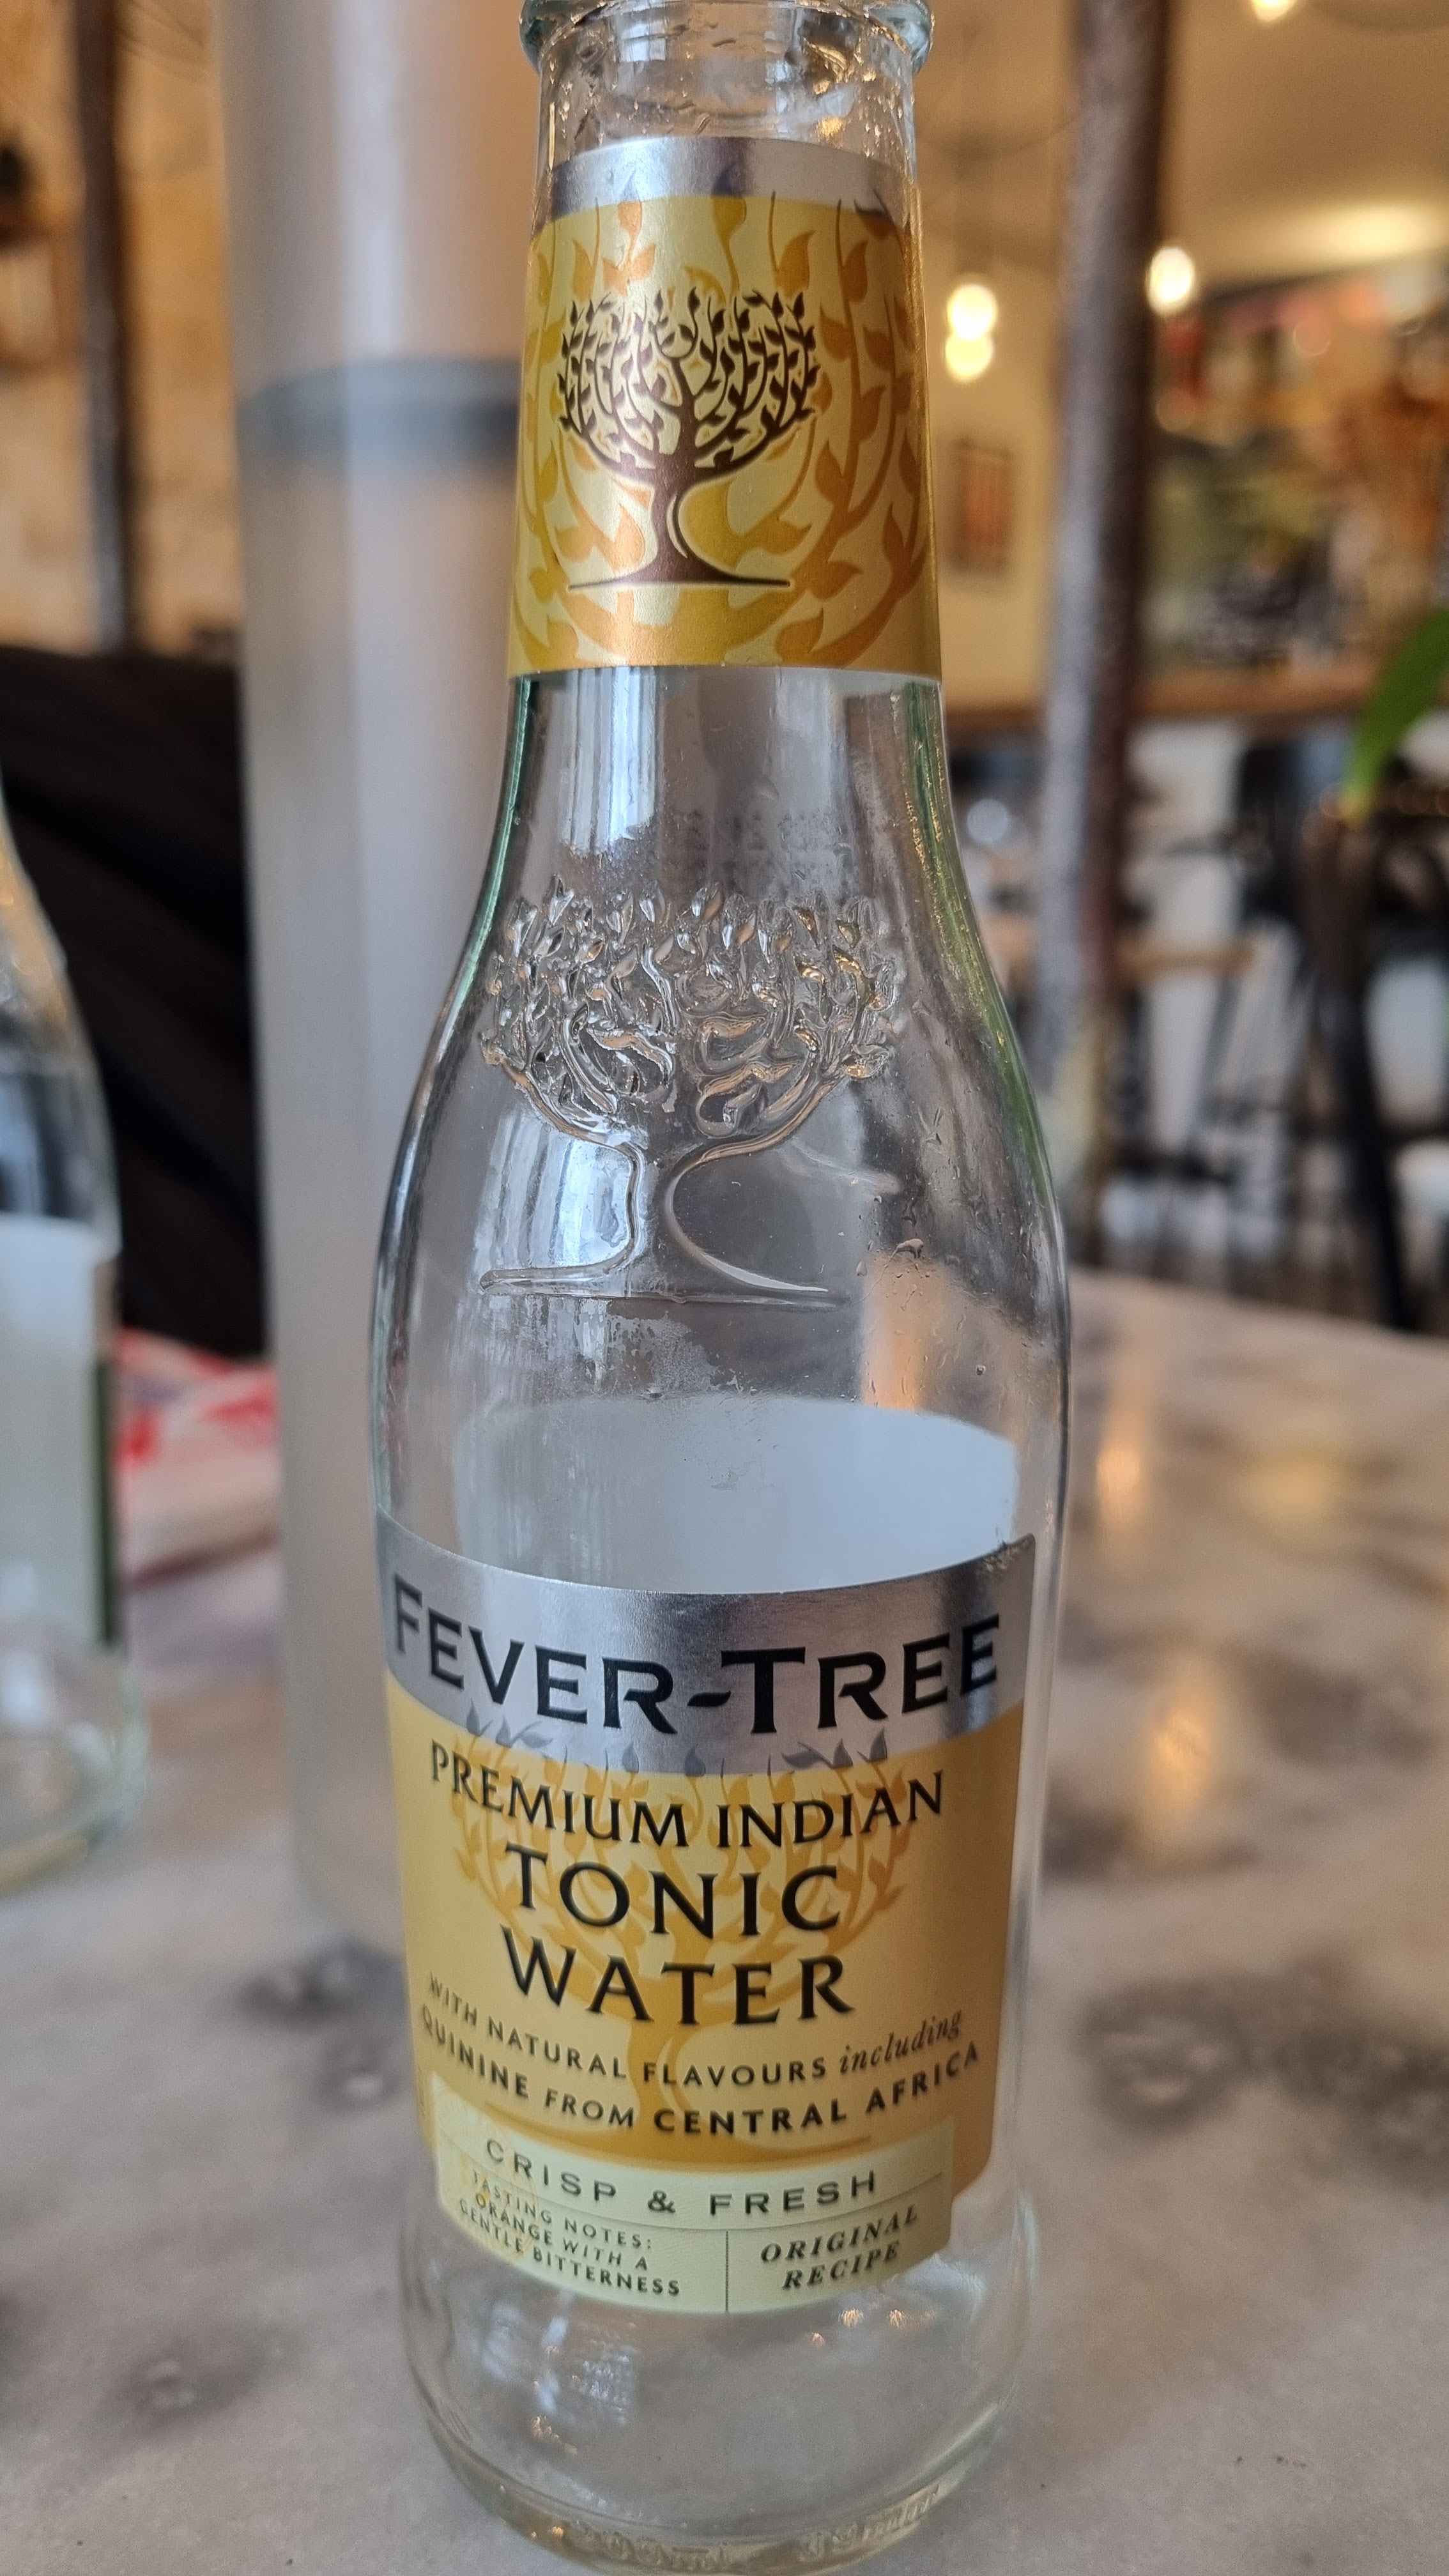 FEVER-TREE
PREMIUM INDIAN
TONIC
WATER
WITH NATURAL FLAVOURS including
QUININE FROM CENTRAL AFRICA
CRISP & FRESH
TASTING NOTES:
ORANGE WITH A
GENTLE BITTERNESS
ORIGINAL
RECIPE